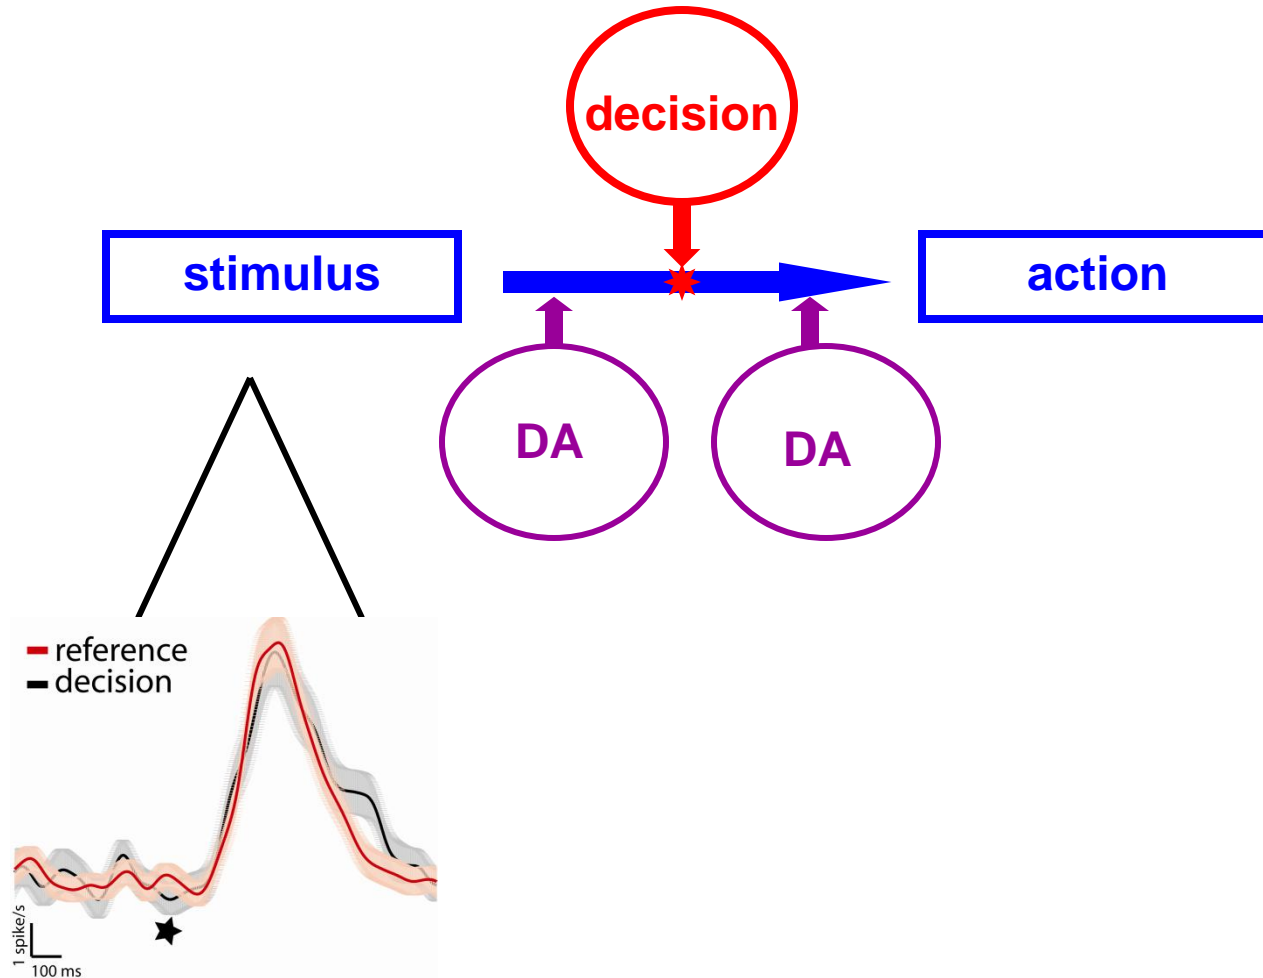 decision
stimulus
action
DA
DA
reference
decision
1 spike/s
100 ms